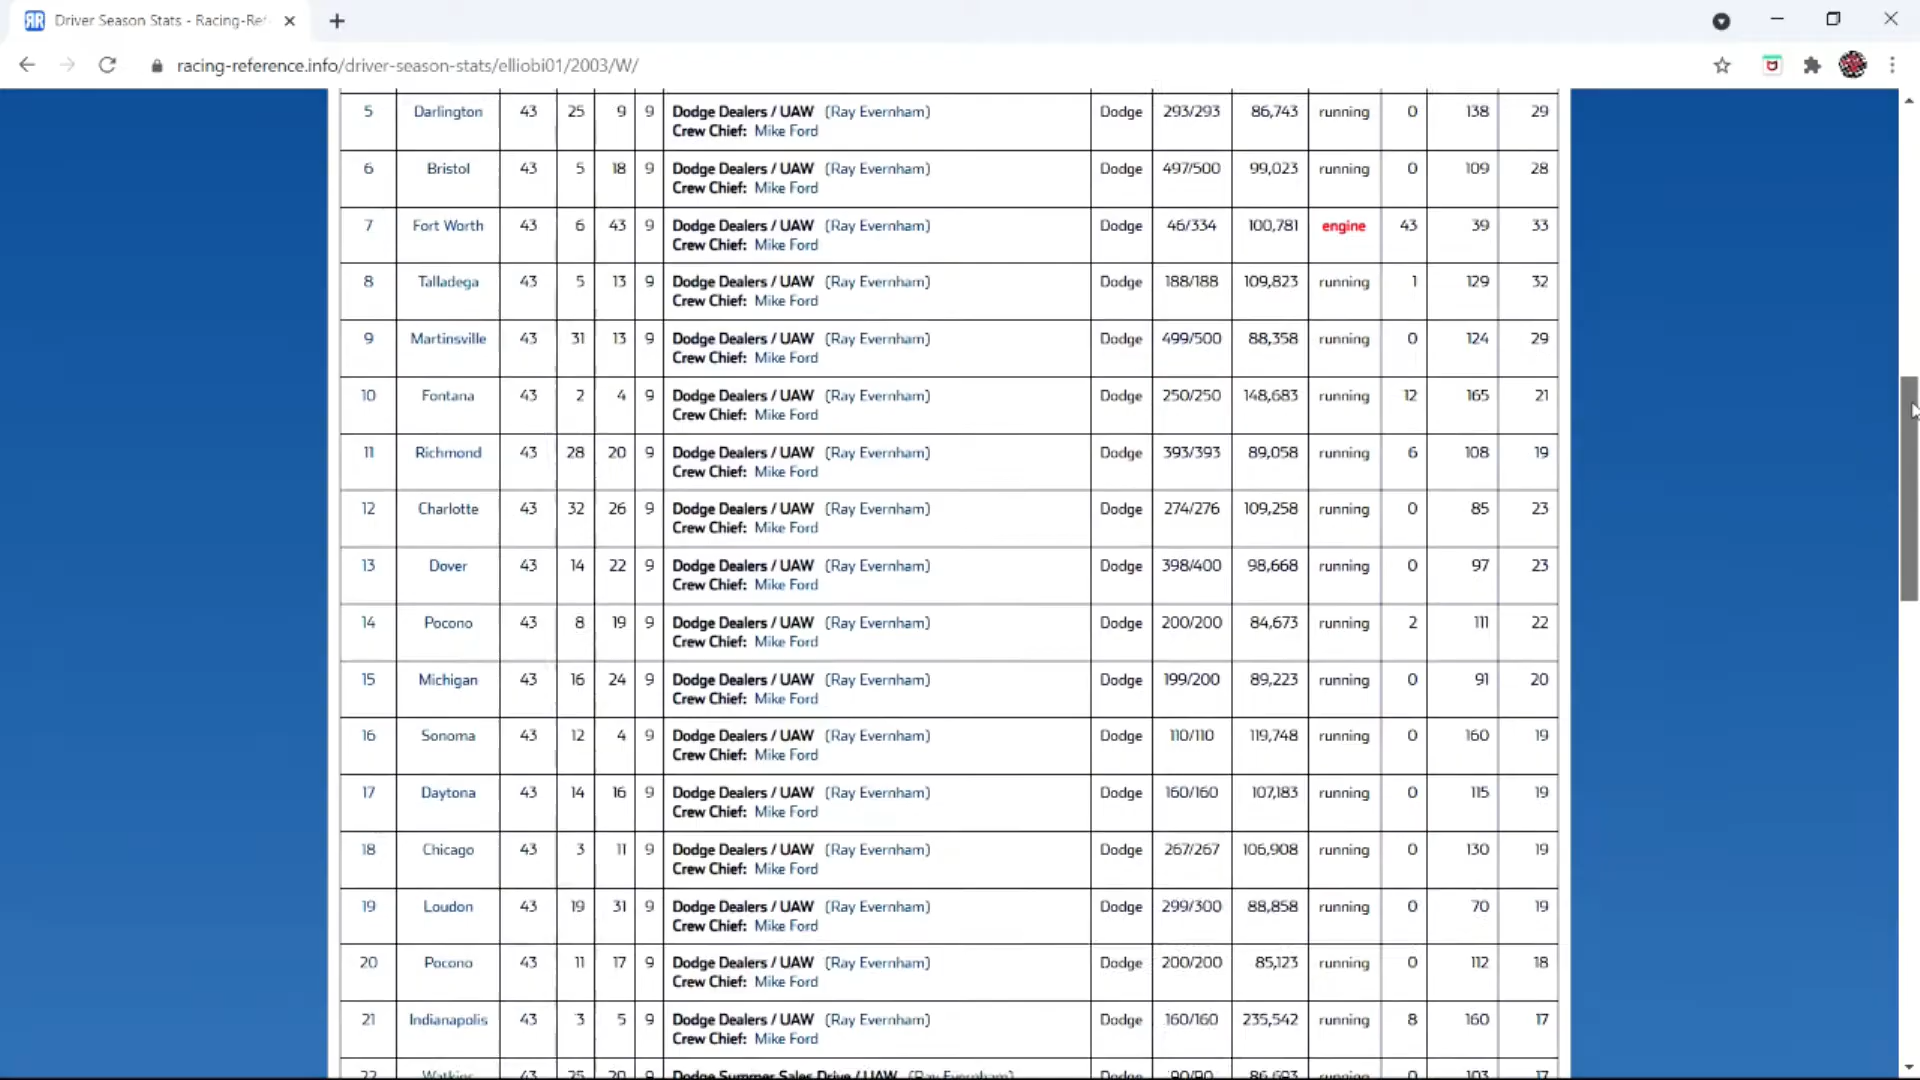 Driver Season Stats - Racing-Ref
racing-reference.info/driver-season-stats/elliobi01/2003/W/
5 Darlington 43 25 9 9 Dodge Dealers / UAW (Ray Evernham) Dodge 293/293 86,743 running 0 138 29
Crew Chief: Mike Ford
6 Bristol 43 5 18 9 Dodge Dealers / UAW (Ray Evernham) Dodge 497/500 99,023 running 0 109 28
Crew Chief: Mike Ford
7 Fort Worth 43 6 43 9 Dodge Dealers / UAW (Ray Evernham) Dodge 46/334 100,781 engine 43 39 33
Crew Chief: Mike Ford
8 Talladega 43 5 13 9 Dodge Dealers / UAW (Ray Evernham) Dodge 188/188 109,823 running 1 129 32
Crew Chief: Mike Ford
9 Martinsville 43 31 13 9 Dodge Dealers / UAW (Ray Evernham) Dodge 499/500 88,358 running 0 124 29
Crew Chief: Mike Ford
10 Fontana 43 2 4 9 Dodge Dealers / UAW (Ray Evernham) Dodge 250/250 148,683 running 12 165 21
Crew Chief: Mike Ford
11 Richmond 43 28 20 9 Dodge Dealers / UAW (Ray Evernham) Dodge 393/393 89,058 running 6 108 19
Crew Chief: Mike Ford
12 Charlotte 43 32 26 9 Dodge Dealers / UAW (Ray Evernham) Dodge 274/276 109,258 running 0 85 23
Crew Chief: Mike Ford
13 Dover 43 14 22 9 Dodge Dealers / UAW (Ray Evernham) Dodge 398/400 98,668 running 0 97 23
Crew Chief: Mike Ford
14 Pocono 43 8 19 9 Dodge Dealers / UAW (Ray Evernham) Dodge 200/200 84,673 running 2 111 22
Crew Chief: Mike Ford
15 Michigan 43 16 24 9 Dodge Dealers / UAW (Ray Evernham) Dodge 199/200 89,223 running 0 91 20
Crew Chief: Mike Ford
16 Sonoma 43 12 4 9 Dodge Dealers / UAW (Ray Evernham) Dodge 110/110 119,748 running 0 160 19
Crew Chief: Mike Ford
17 Daytona 43 14 16 9 Dodge Dealers / UAW (Ray Evernham) Dodge 160/160 107,183 running 0 115 19
Crew Chief: Mike Ford
18 Chicago 43 3 11 9 Dodge Dealers / UAW (Ray Evernham) Dodge 267/267 106,908 running 0 130 19
Crew Chief: Mike Ford
19 Loudon 43 19 31 9 Dodge Dealers / UAW (Ray Evernham) Dodge 299/300 88,858 running 0 70 19
Crew Chief: Mike Ford
20 Pocono 43 11 17 9 Dodge Dealers / UAW (Ray Evernham) Dodge 200/200 85,123 running 0 112 18
Crew Chief: Mike Ford
21 Indianapolis 43 3 5 9 Dodge Dealers / UAW (Ray Evernham) Dodge 160/160 235,542 running 8 160 17
Crew Chief: Mike Ford
22 Watkins 43 25 20 9 Dodge Summer Sales Drive / UAW (Ray Evernham) Dodge 90/90 86,693 running 0 103 17